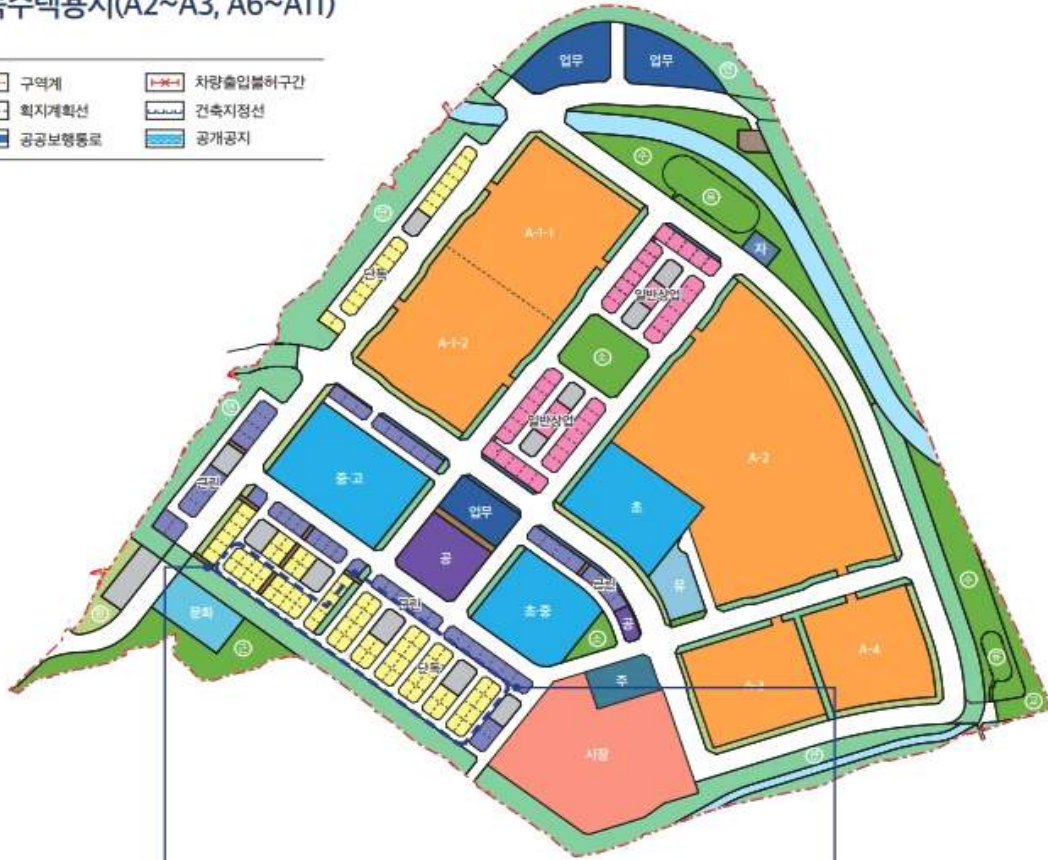 수택용지(A2~A3, A6~A11)
구역계
차량출입불허구간
획지계획선
건축지정선
공공보행통로
공개공지
업무
업무
A-1-1
자
단독
일반상업
A-1-2
소
일반상업
A-2
중·고
근린
업무
초
공
근린
유
초·중
근린
공
문화
소
A-4
단독
주
A-3
시장